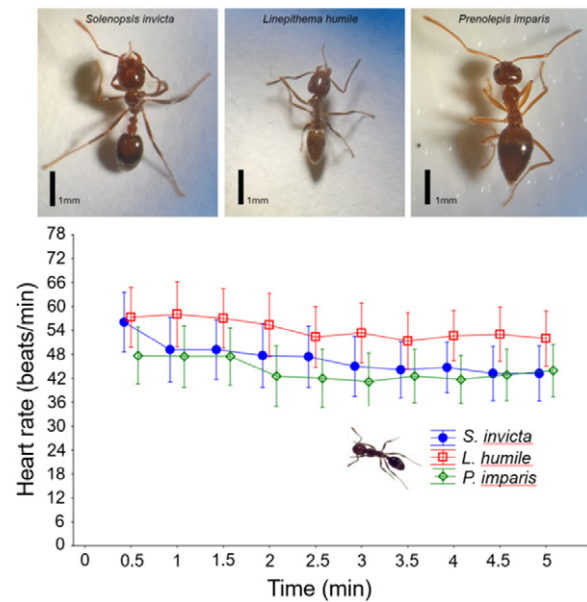 Solenopsis invicta
Linepithema humile
Prenolepis imparis
1mm
1mm
1mm
Heart rate (beats/min)
78
72
66
60
54
48
42
36
30
24
18
12
6
0
S. invicta
L. humile
P. imparis
0 0.5 1 1.5 2 2.5 3 3.5 4 4.5 5
Time (min)